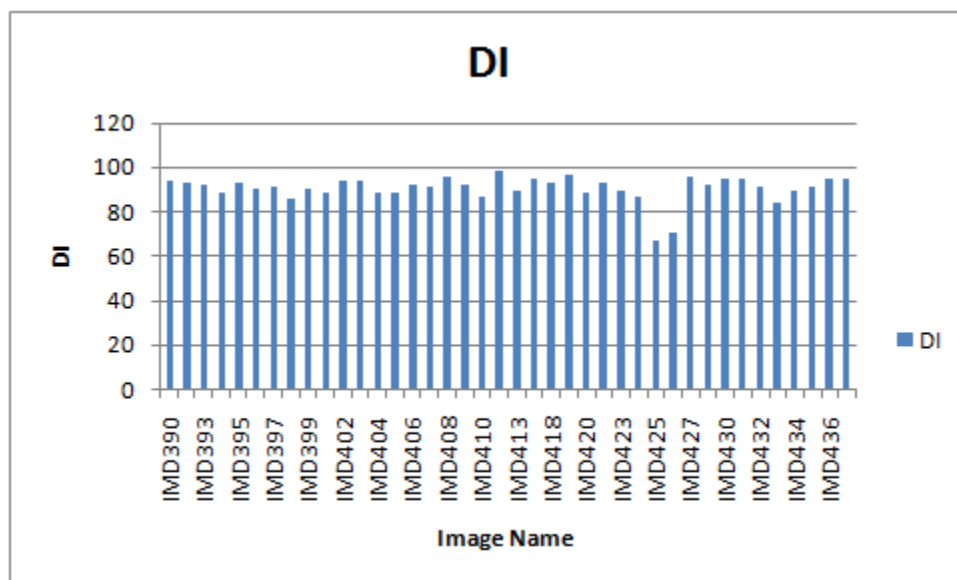 DI
120
100
80
60
40
20
0
DI
IMD390
IMD393
IMD395
IMD397
IMD399
IMD402
IMD404
IMD406
IMD408
IMD410
IMD413
IMD418
IMD420
IMD423
IMD425
IMD427
IMD430
IMD432
IMD434
IMD436
Image Name
DI